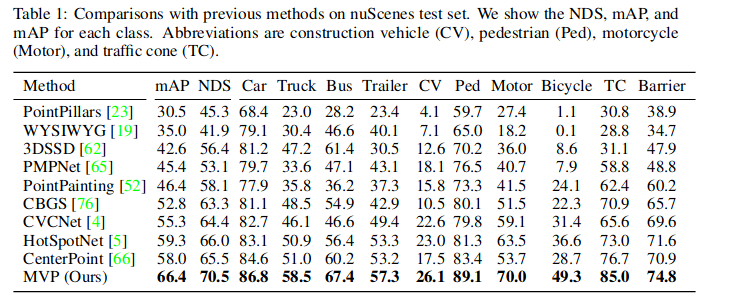 Table 1: Comparisons with previous methods on nuScenes test set. We show the NDS, mAP, and
mAP for each class. Abbreviations are construction vehicle (CV), pedestrian (Ped), motorcycle
(Motor), and traffic cone (TC).
Method mAP NDS Car Truck Bus Trailer CV Ped Motor Bicycle TC Barrier
PointPillars [23] 30.5 45.3 68.4 23.0 28.2 23.4 4.1 59.7 27.4 1.1 30.8 38.9
WYSIWYG [19] 35.0 41.9 79.1 30.4 46.6 40.1 7.1 65.0 18.2 0.1 28.8 34.7
3DSSD [62] 42.6 56.4 81.2 47.2 61.4 30.5 12.6 70.2 36.0 8.6 31.1 47.9
PMPNet [65] 45.4 53.1 79.7 33.6 47.1 43.1 18.1 76.5 40.7 7.9 58.8 48.8
PointPainting [52] 46.4 58.1 77.9 35.8 36.2 37.3 15.8 73.3 41.5 24.1 62.4 60.2
CBGS [76] 52.8 63.3 81.1 48.5 54.9 42.9 10.5 80.1 51.5 22.3 70.9 65.7
CVCNet [4] 55.3 64.4 82.7 46.1 46.6 49.4 22.6 79.8 59.1 31.4 65.6 69.6
HotSpotNet [5] 59.3 66.0 83.1 50.9 56.4 53.3 23.0 81.3 63.5 36.6 73.0 71.6
CenterPoint [66] 58.0 65.5 84.6 51.0 60.2 53.2 17.5 83.4 53.7 28.7 76.7 70.9
MVP (Ours) 66.4 70.5 86.8 58.5 67.4 57.3 26.1 89.1 70.0 49.3 85.0 74.8